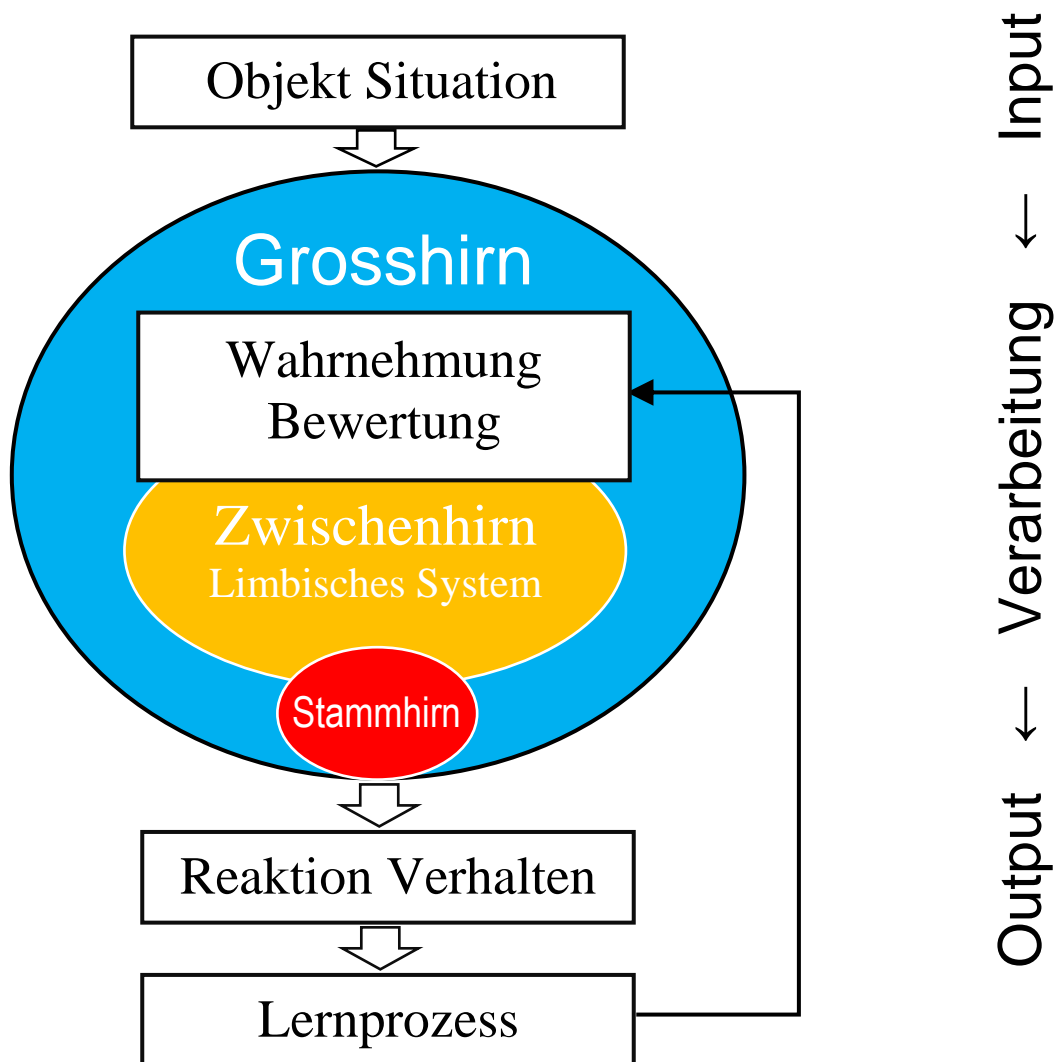 Objekt Situation
Grosshirn
Wahrnehmung
Bewertung
Zwischenhirn
Limbisches System
Stammhirn
Reaktion Verhalten
Lernprozess
Output ← Verarbeitung ← Input